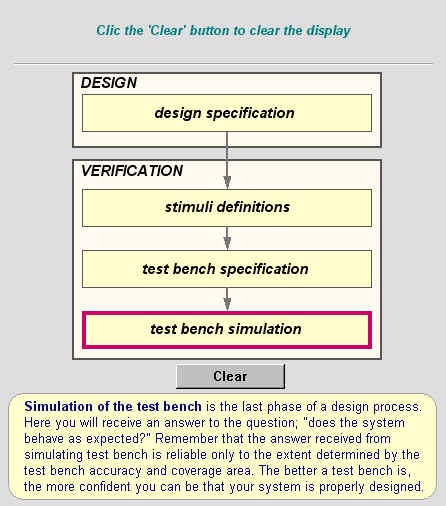 Clic the 'Clear' button to clear the display
DESIGN
design specification
VERIFICATION
stimuli definitions
test bench specification
test bench simulation
Clear
Simulation of the test bench is the last phase of a design process.
Here you will receive an answer to the question; "does the system
behave as expected?" Remember that the answer received from
simulating test bench is reliable only to the extent determined by the
test bench accuracy and coverage area. The better a test bench is,
the more confident you can be that your system is properly designed.